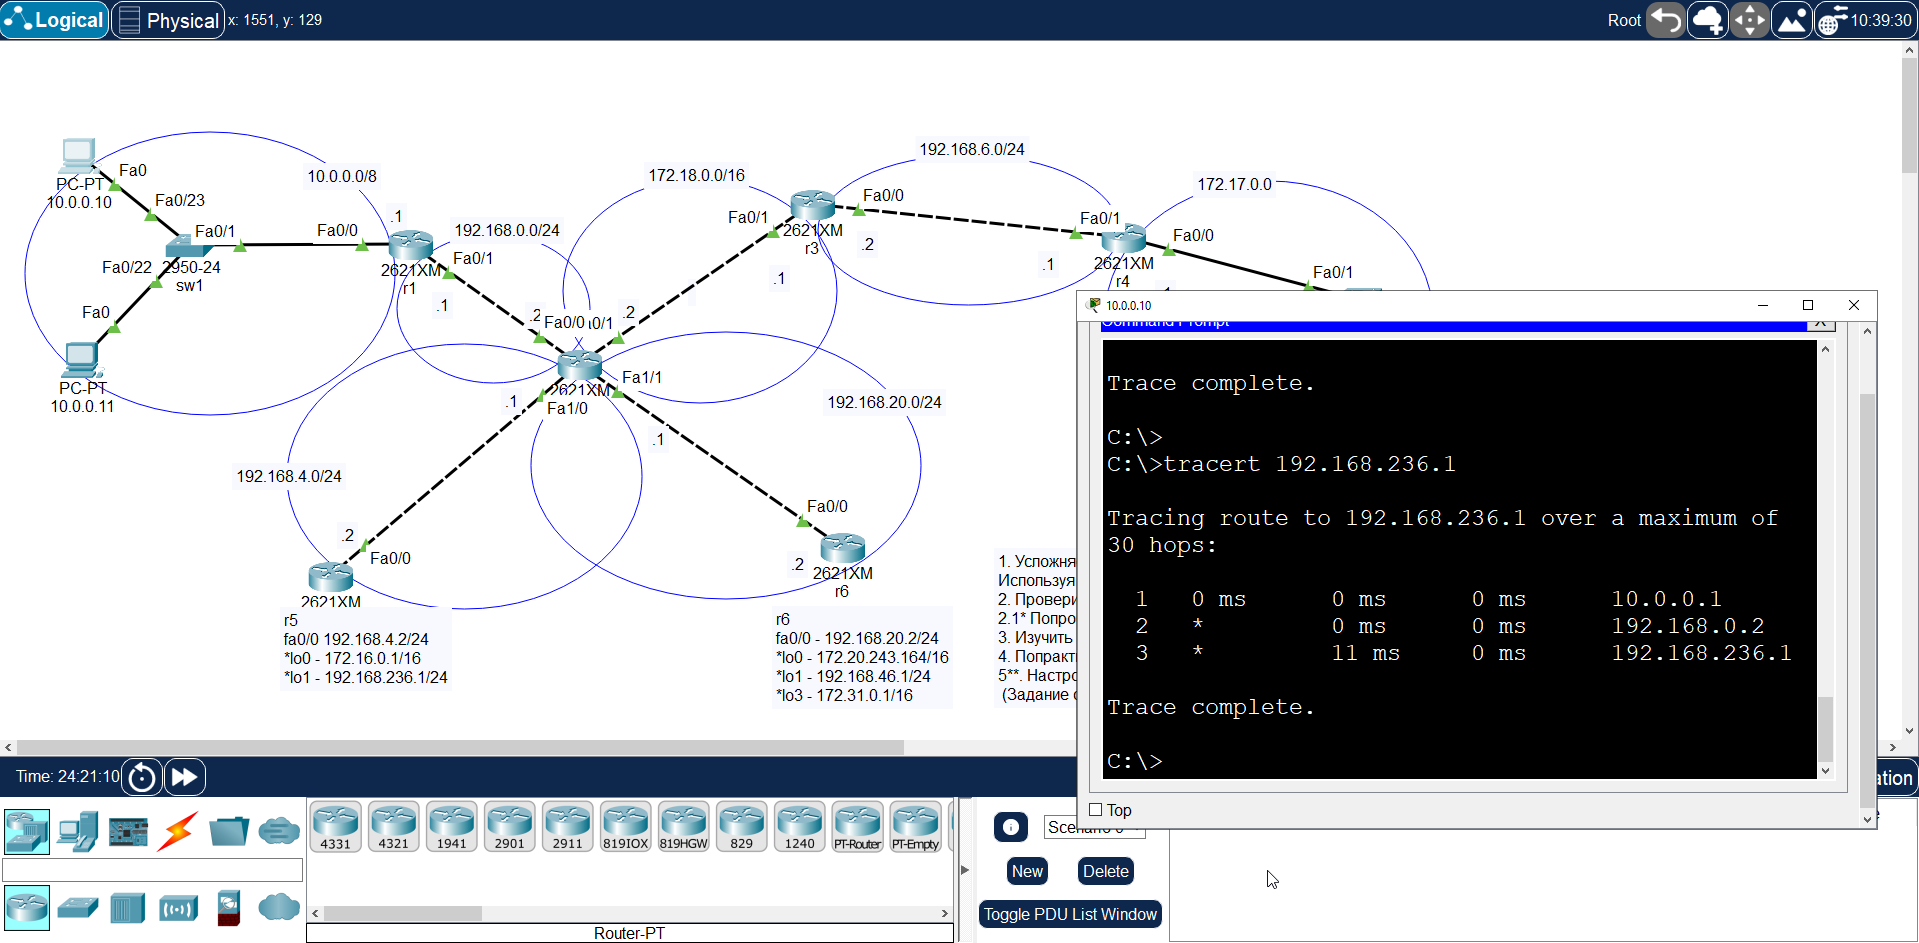 Logical
Physical
x: 1551, y: 129
Root
10:39:30
192.168.6.0/24
172.18.0.0/16
172.17.0.0
10.0.0.0/8
Fa0
PC-PT
10.0.0.10
Fa0/23
Fa0/1
Fa0/0
.1
192.168.0.0/24
Fa0/22
2950-24
sw1
2621XM
r1
Fa0/1
.1
Fa0
PC-PT
10.0.0.11
Fa0/1
2621XM
r3
Fa0/0
.2
.1
Fa0/1
.1
2621XM
r4
Fa0/0
Fa0/1
.2
Fa0/0
.2
2621XM
Fa1/0
Fa1/1
.1
.1
192.168.20.0/24
192.168.4.0/24
.2
Fa0/0
2621XM
r5
fa0/0 192.168.4.2/24
*lo0 - 172.16.0.1/16
*lo1 - 192.168.236.1/24
Fa0/0
.2
2621XM
r6
r6
fa0/0 - 192.168.20.2/24
*lo0 - 172.20.243.164/16
*lo1 - 192.168.46.1/24
*lo3 - 172.31.0.1/16
1. Усложня
Используя
2. Провери
2.1* Попро
3. Изучить
4. Попракт
5**. Настро
(Задание
10.0.0.10
Command Prompt
X
Trace complete.
C:\>
C:\>tracert 192.168.236.1
Tracing route to 192.168.236.1 over a maximum of
30 hops:
1 0 ms 0 ms 0 ms 10.0.0.1
2 * 0 ms 0 ms 192.168.0.2
3 * 11 ms 0 ms 192.168.236.1
Trace complete.
C:\>
Top
Time: 24:21:10
4331
4321
1941
2901
2911
819IOX
819HGW
829
1240
PT-Router
PT-Empty
Router-PT
Scenario 0
New
Delete
Toggle PDU List Window